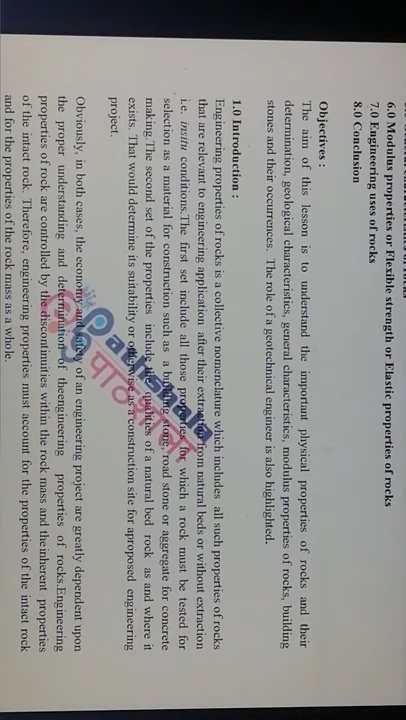 6.0 Modulus properties or Flexible strength or Elastic properties of rocks
7.0 Engineering uses of rocks
8.0 Conclusion
Objectives :
The aim of this lesson is to understand the important physical properties of rocks and their
determination, geological characteristics, general characteristics, modulus properties of rocks, building
stones and their occurrences. The role of a geotechnical engineer is also highlighted.
1.0 Introduction :
Engineering properties of rocks is a collective nomenclature which includes all such properties of rocks
that are relevant to engineering application after their extraction from natural beds or without extraction
i.e. insitu conditions.The first set include all those properties for which a rock must be tested for
selection as a material for construction such as a building stone, road stone or aggregate for concrete
making.The second set of the properties include the qualities of a natural bed rock as and where it
exists. That would determine its suitability or otherwise as a construction site for aproposed engineering
project.
Obviously, in both cases, the economy and safety of an engineering project are greatly dependent upon
the proper understanding and determination of theengineering properties of rocks.Engineering
properties of rock are controlled by the discontinuities within the rock mass and theinherent properties
of the intact rock. Therefore, engineering properties must account for the properties of the intact rock
and for the properties of the rock mass as a whole.
Pathshala
पाठशाला